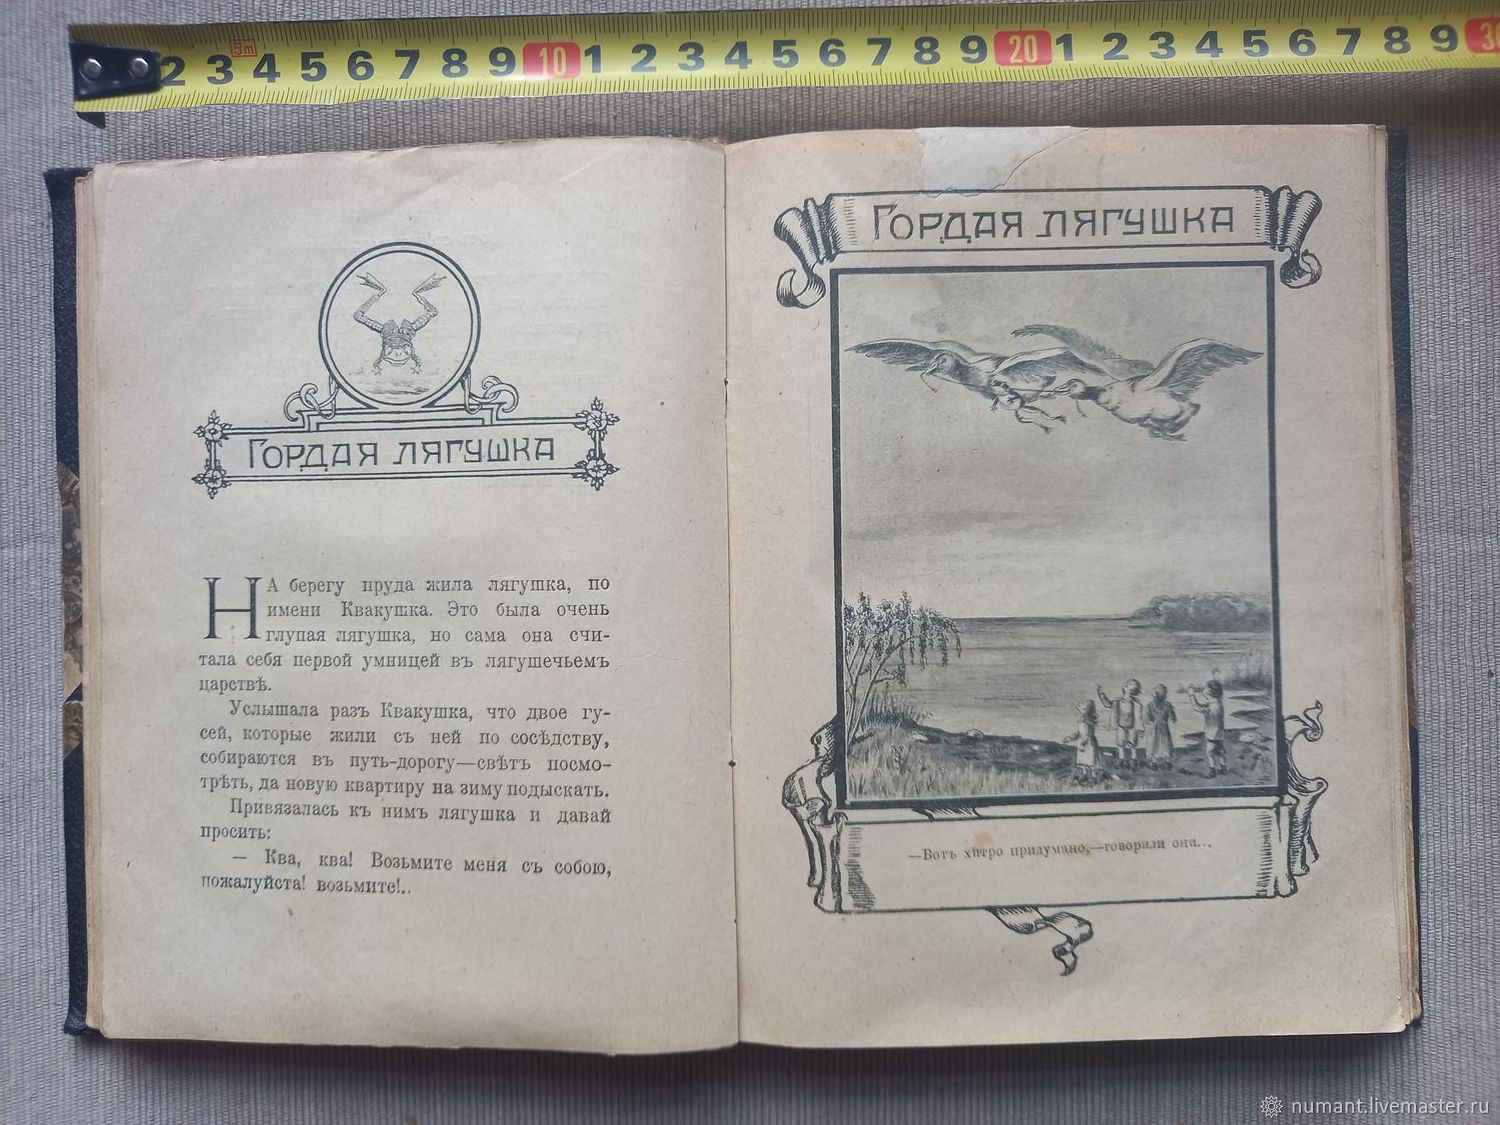 5m
2 3 4 5 6 7 8 9 10 1 2 3 4 5 6 7 8 9 20 1 2 3 4 5 6 7 8 9 30
ГОРДАЯ ЛЯГУШКА
НА берегу пруда жила лягушка, по
имени Квакушка. Это была очень
глупая лягушка, но сама она счи-
тала себя первой умницей въ лягушечьемъ
царствѣ.
Услышала разъ Квакушка, что двое гу-
сей, которые жили съ ней по сосѣдству,
собираются въ путь-дорогу—свѣтъ посмо-
трѣть, да новую квартиру на зиму подыскать.
Привязалась къ нимъ лягушка и давай
просить:
— Ква, ква! Возьмите меня съ собою,
пожалуйста! возьмите!..
ГОРДАЯ ЛЯГУШКА
—Вотъ хитро придумано,—говорили они...
numant.livemaster.ru